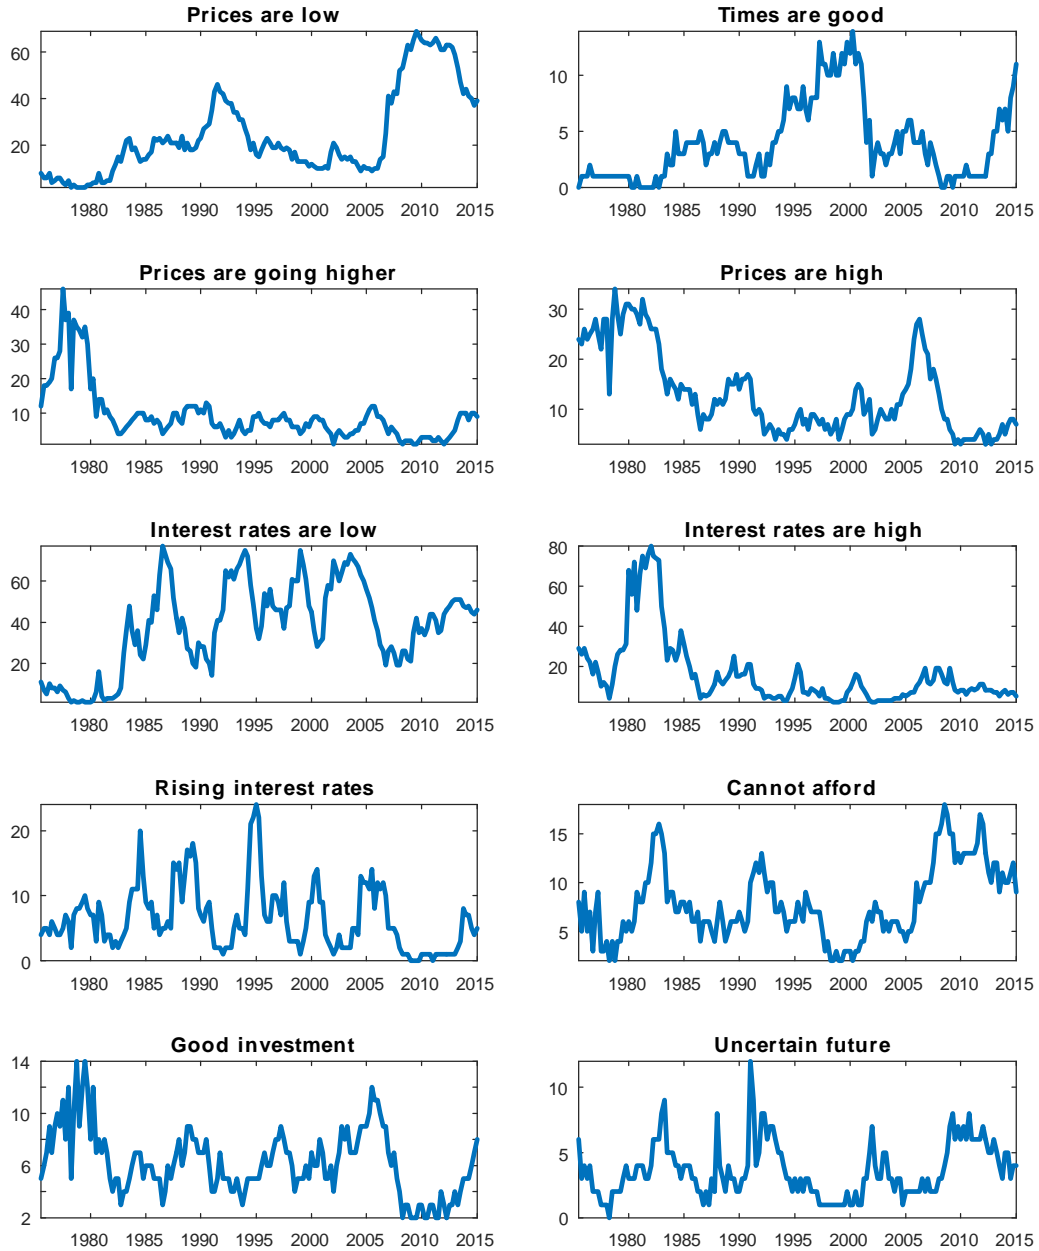 Prices are low
60
40
20
1980 1985 1990 1995 2000 2005 2010 2015
Times are good
10
5
0
1980 1985 1990 1995 2000 2005 2010 2015
Prices are going higher
40
30
20
10
1980 1985 1990 1995 2000 2005 2010 2015
Prices are high
30
20
10
1980 1985 1990 1995 2000 2005 2010 2015
Interest rates are low
60
40
20
1980 1985 1990 1995 2000 2005 2010 2015
Interest rates are high
80
60
40
20
1980 1985 1990 1995 2000 2005 2010 2015
Rising interest rates
20
10
0
1980 1985 1990 1995 2000 2005 2010 2015
Cannot afford
15
10
5
1980 1985 1990 1995 2000 2005 2010 2015
Good investment
14
10
8
6
2
1980 1985 1990 1995 2000 2005 2010 2015
Uncertain future
10
5
0
1980 1985 1990 1995 2000 2005 2010 2015